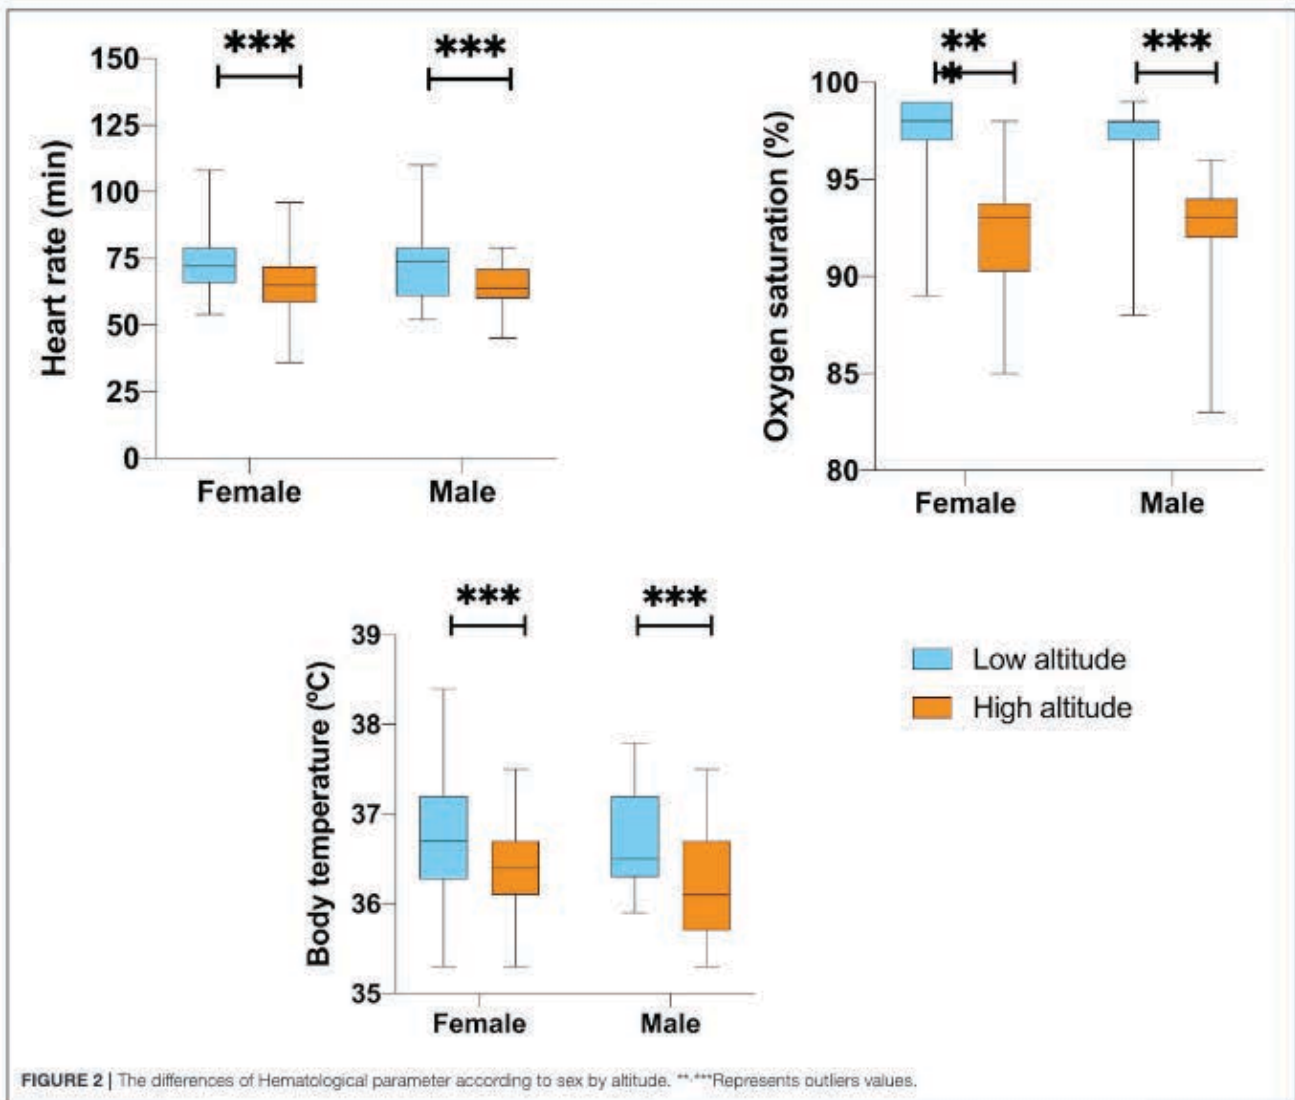 ***
***
150
125
100
75
50
25
0
Heart rate (min)
Female
Male
**
*
***
100
95
90
85
80
Oxygen saturation (%)
Female
Male
***
***
39
38
37
36
35
Body temperature (ºC)
Female
Male
Low altitude
High altitude
FIGURE 2 | The differences of Hematological parameter according to sex by altitude. **,***Represents outliers values.